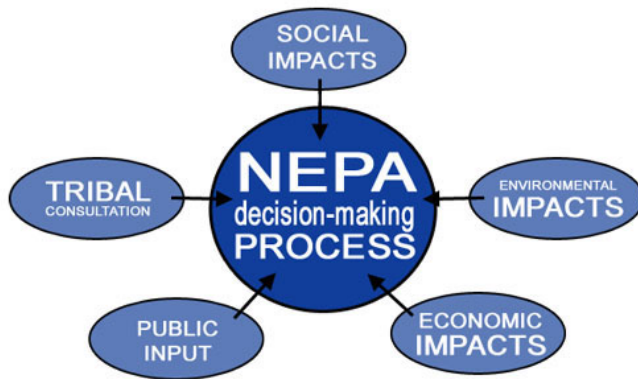 SOCIAL
IMPACTS
TRIBAL
CONSULTATION
NEPA
decision-making
PROCESS
ENVIRONMENTAL
IMPACTS
PUBLIC
INPUT
ECONOMIC
IMPACTS